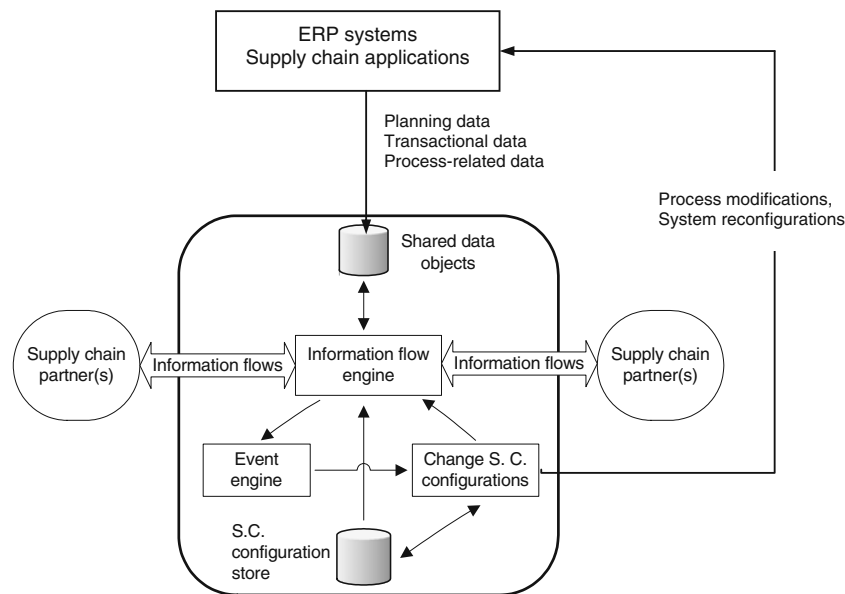 ERP systems
Supply chain applications
Planning data
Transactional data
Process-related data
Process modifications,
System reconfigurations
Shared data
objects
Supply chain
partner(s)
Information flows
Information flow
engine
Information flows
Supply chain
partner(s)
Event
engine
Change S. C.
configurations
S.C.
configuration
store